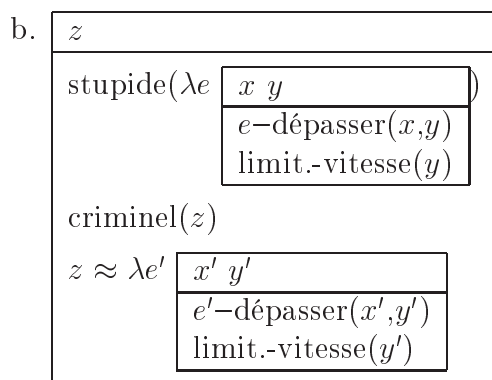 b. z
stupide(λe x y )
e–dépasser(x,y)
limit.-vitesse(y)
criminel(z)
z ≈ λe′ x′ y′
e′–dépasser(x′,y′)
limit.-vitesse(y′)